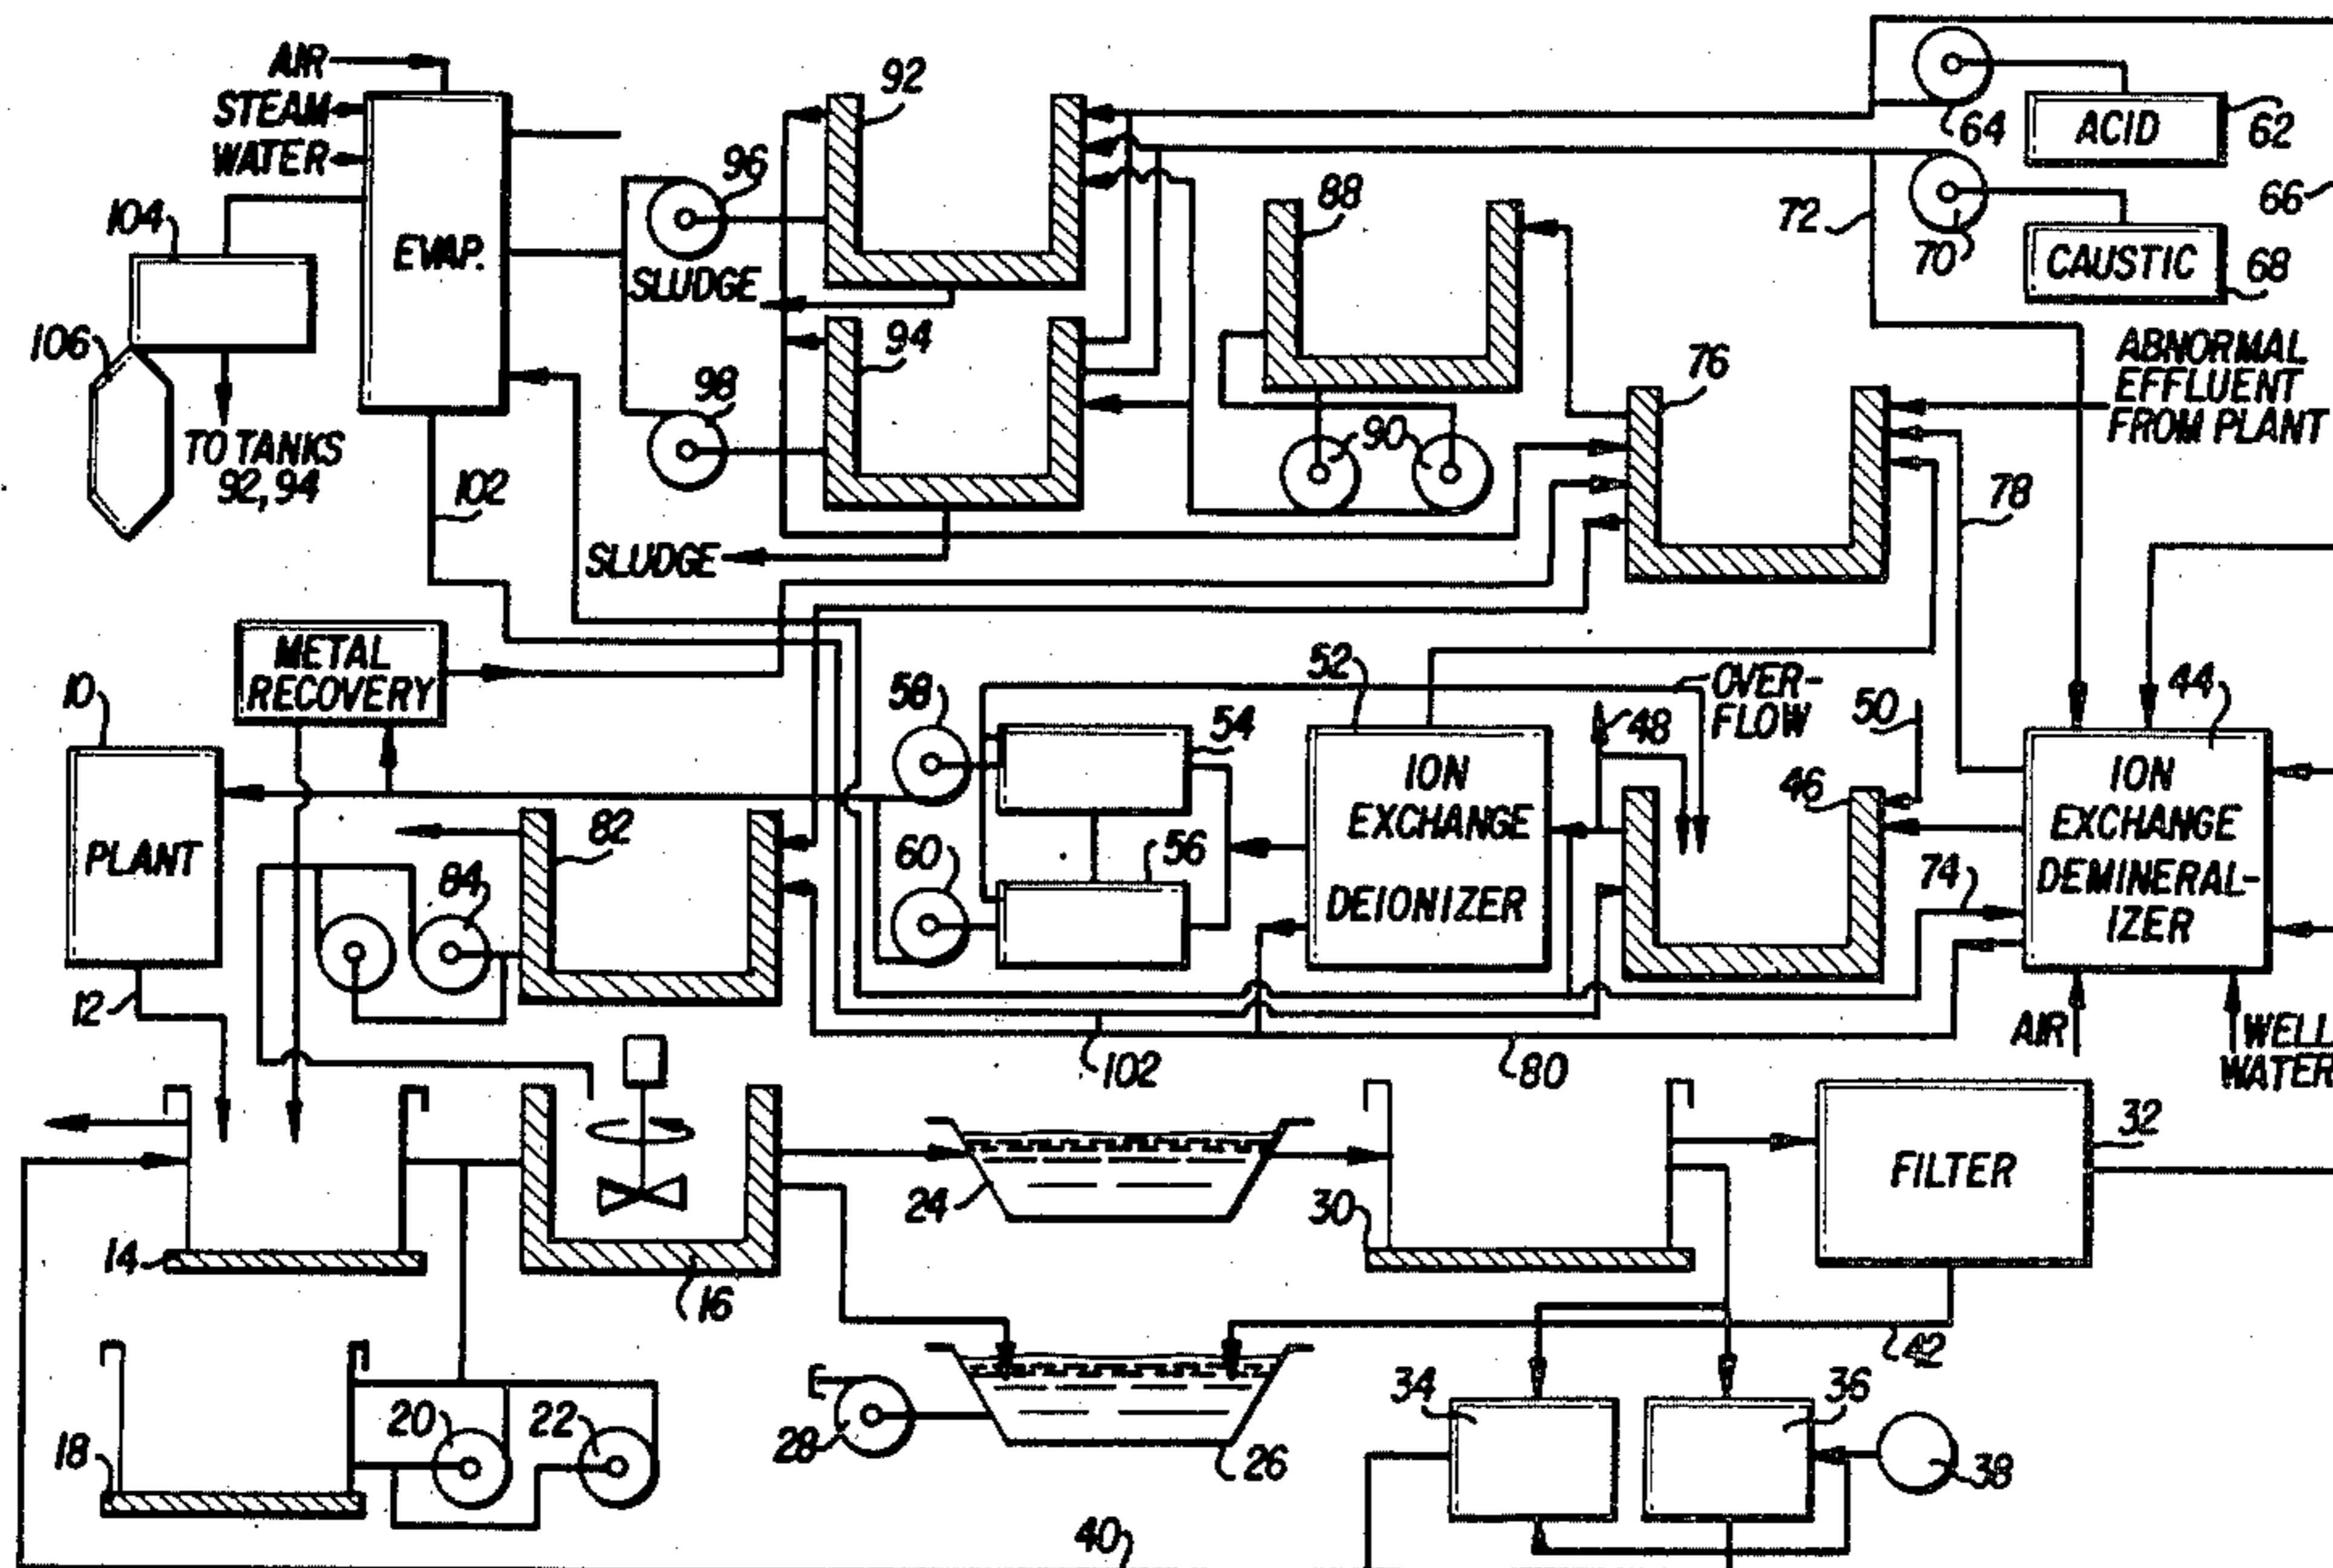 AIR
STEAM
WATER
92
64
ACID
62
96
88
66
104
72
EVAP.
70
CAUSTIC
68
SLUDGE
106
94
76
ABNORMAL
EFFLUENT
FROM PLANT
98
90
TO TANKS
92, 94
102
78
SLUDGE
METAL
RECOVERY
10
58
52
OVER-
FLOW
54
48
50
44
ION
EXCHANGE
DEIONIZER
46
ION
EXCHANGE
DEMINERAL-
IZER
PLANT
82
84
60
56
74
12
102
80
AIR
WELL
WATER
14
16
24
30
FILTER
32
42
18
20
22
28
26
34
36
38
40